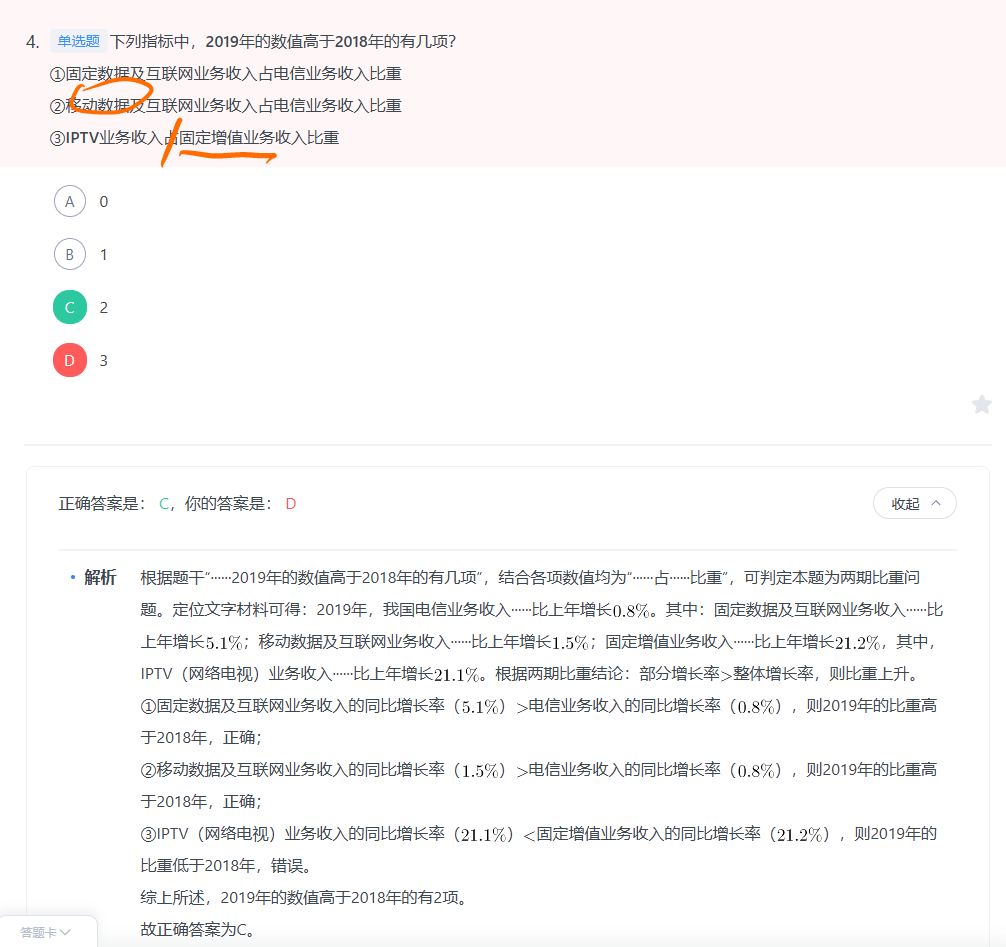 4. 单选题 下列指标中，2019年的数值高于2018年的有几项？
①固定数据及互联网业务收入占电信业务收入比重
②移动数据及互联网业务收入占电信业务收入比重
③IPTV业务收入占固定增值业务收入比重
A 0
B 1
C 2
D 3
正确答案是： C，你的答案是： D
收起
解析 根据题干“……2019年的数值高于2018年的有几项”，结合各项数值均为“……占……比重”，可判定本题为两期比重问
题。定位文字材料可得：2019年，我国电信业务收入……比上年增长0.8%。其中：固定数据及互联网业务收入……比
上年增长5.1%；移动数据及互联网业务收入……比上年增长1.5%；固定增值业务收入……比上年增长21.2%，其中，
IPTV（网络电视）业务收入……比上年增长21.1%。根据两期比重结论：部分增长率>整体增长率，则比重上升。
①固定数据及互联网业务收入的同比增长率（5.1%）>电信业务收入的同比增长率（0.8%），则2019年的比重高
于2018年，正确；
②移动数据及互联网业务收入的同比增长率（1.5%）>电信业务收入的同比增长率（0.8%），则2019年的比重高
于2018年，正确；
③IPTV（网络电视）业务收入的同比增长率（21.1%）<固定增值业务收入的同比增长率（21.2%），则2019年的
比重低于2018年，错误。
综上所述，2019年的数值高于2018年的有2项。
故正确答案为C。
答题卡